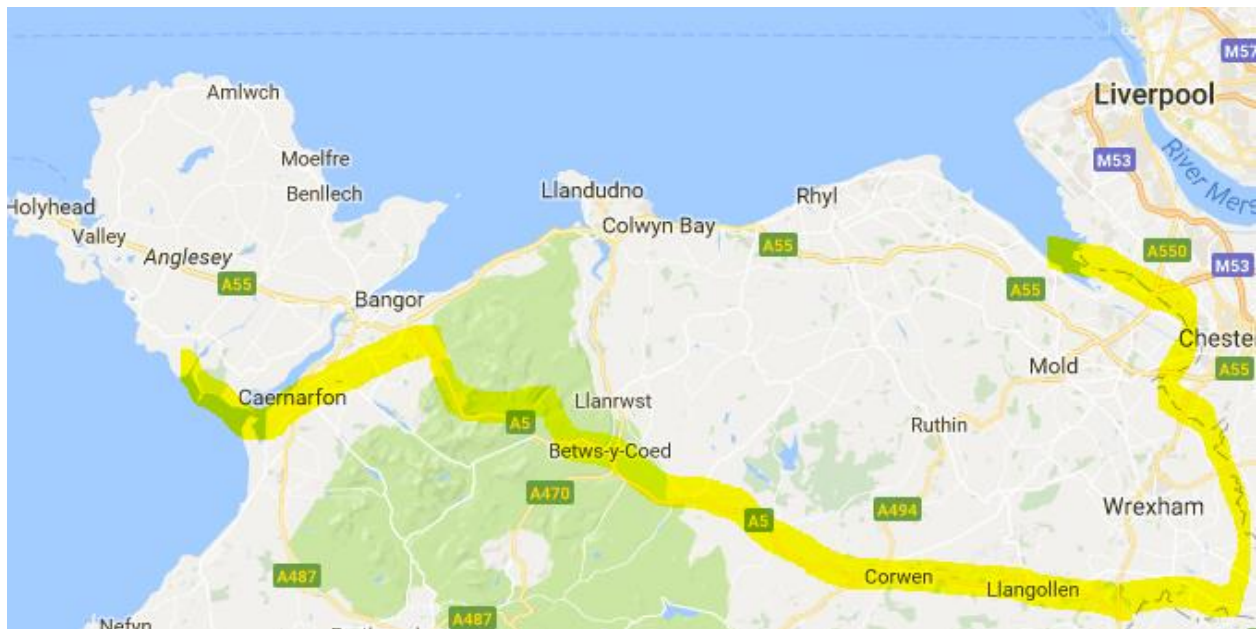 M57
Amlwch
Liverpool
Moelfre
M53
River Mers
Benllech
Llandudno
Rhyl
Holyhead
Colwyn Bay
Valley
A55
A550
Anglesey
M53
A55
A55
Bangor
Chester
Mold
A55
Caernarfon
Llanrwst
A5
Ruthin
Betws-y-Coed
A470
Wrexham
A494
A5
A487
Corwen
Llangollen
A487
Nefyn